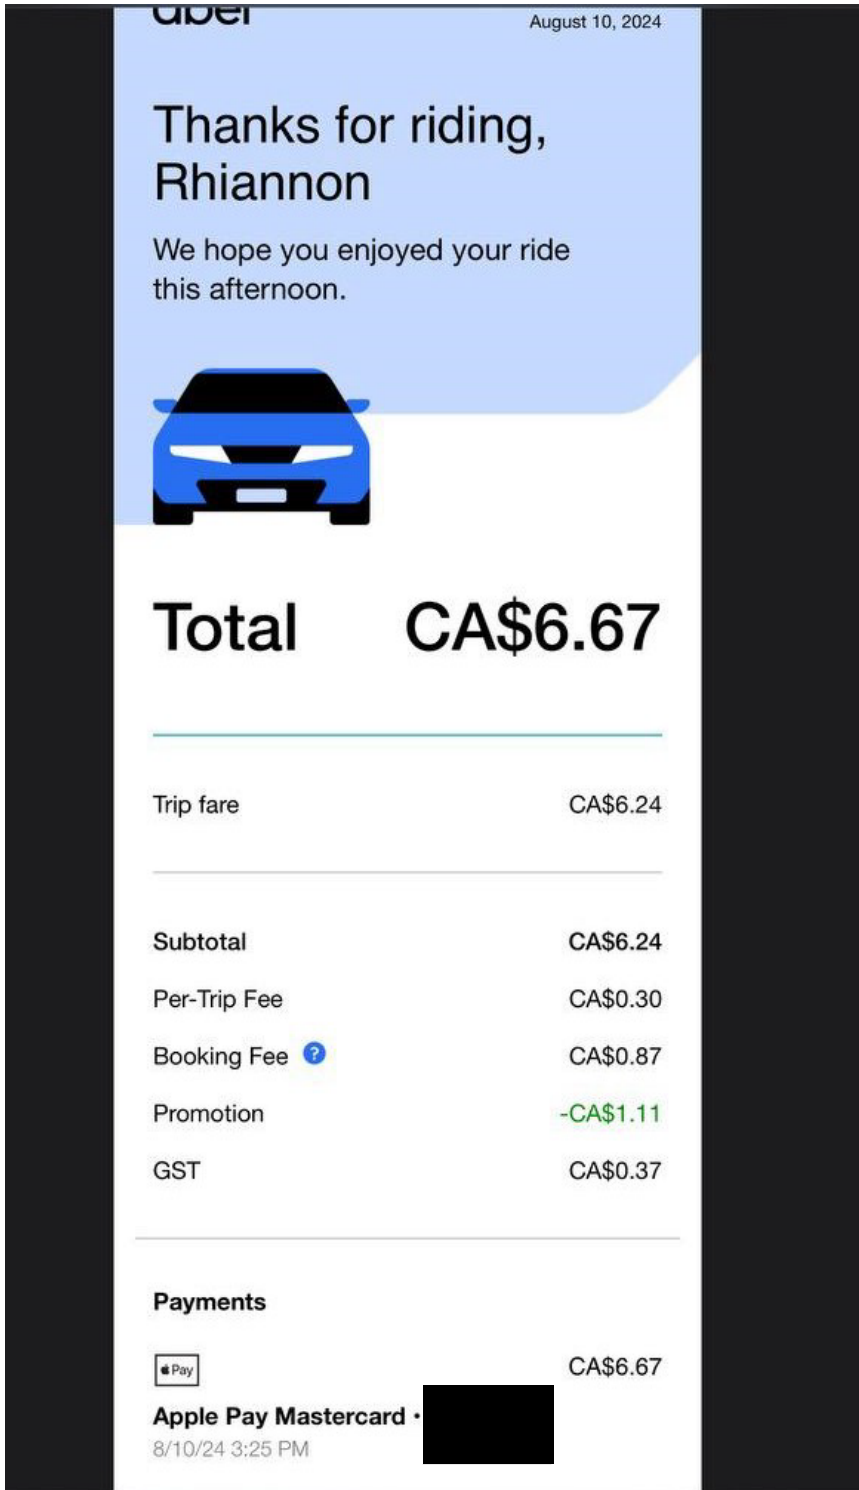 Uber
August 10, 2024
Thanks for riding,
Rhiannon
We hope you enjoyed your ride
this afternoon.
Total CA$6.67
Trip fare CA$6.24
Subtotal CA$6.24
Per-Trip Fee CA$0.30
Booking Fee ? CA$0.87
Promotion -CA$1.11
GST CA$0.37
Payments
Pay CA$6.67
Apple Pay Mastercard •
8/10/24 3:25 PM